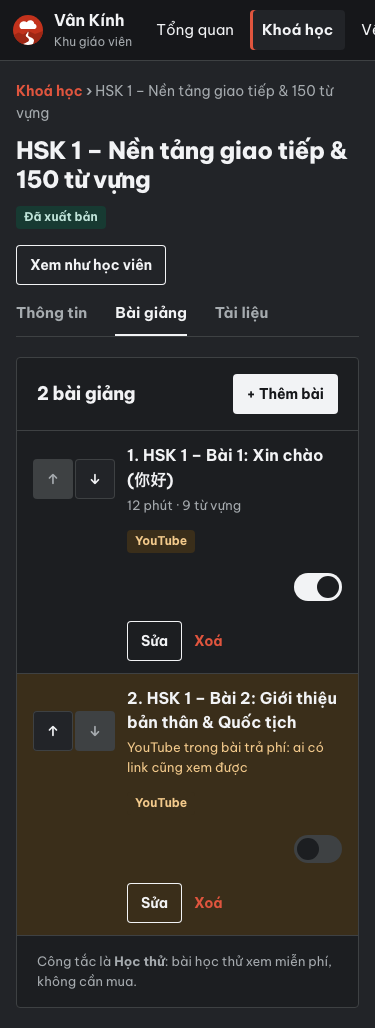 Vân Kính
Khu giáo viên
Tổng quan
Khoá học
Khoá học › HSK 1 – Nền tảng giao tiếp & 150 từ
vựng
HSK 1 – Nền tảng giao tiếp &
150 từ vựng
Đã xuất bản
Xem như học viên
Thông tin
Bài giảng
Tài liệu
2 bài giảng
+ Thêm bài
↑
↓
1. HSK 1 – Bài 1: Xin chào
(你好)
12 phút · 9 từ vựng
YouTube
Sửa
Xoá
↑
↓
2. HSK 1 – Bài 2: Giới thiệu
bản thân & Quốc tịch
YouTube trong bài trả phí: ai có
link cũng xem được
YouTube
Sửa
Xoá
Công tắc là Học thử: bài học thử xem miễn phí,
không cần mua.